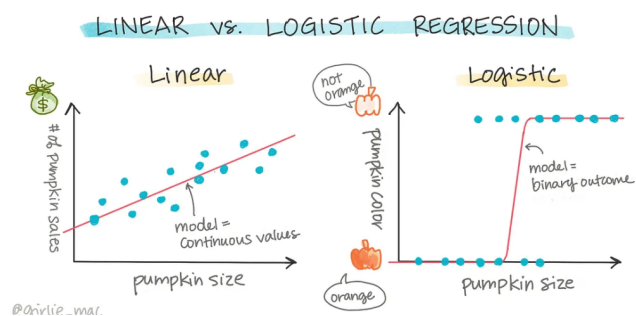 LINEAR vs. LOGISTIC REGRESSION
Linear
$
# of pumpkin sales
model =
continuous values
pumpkin size
Logistic
not
orange
pumpkin color
model =
binary outcome
orange
pumpkin size
@girlie_mac